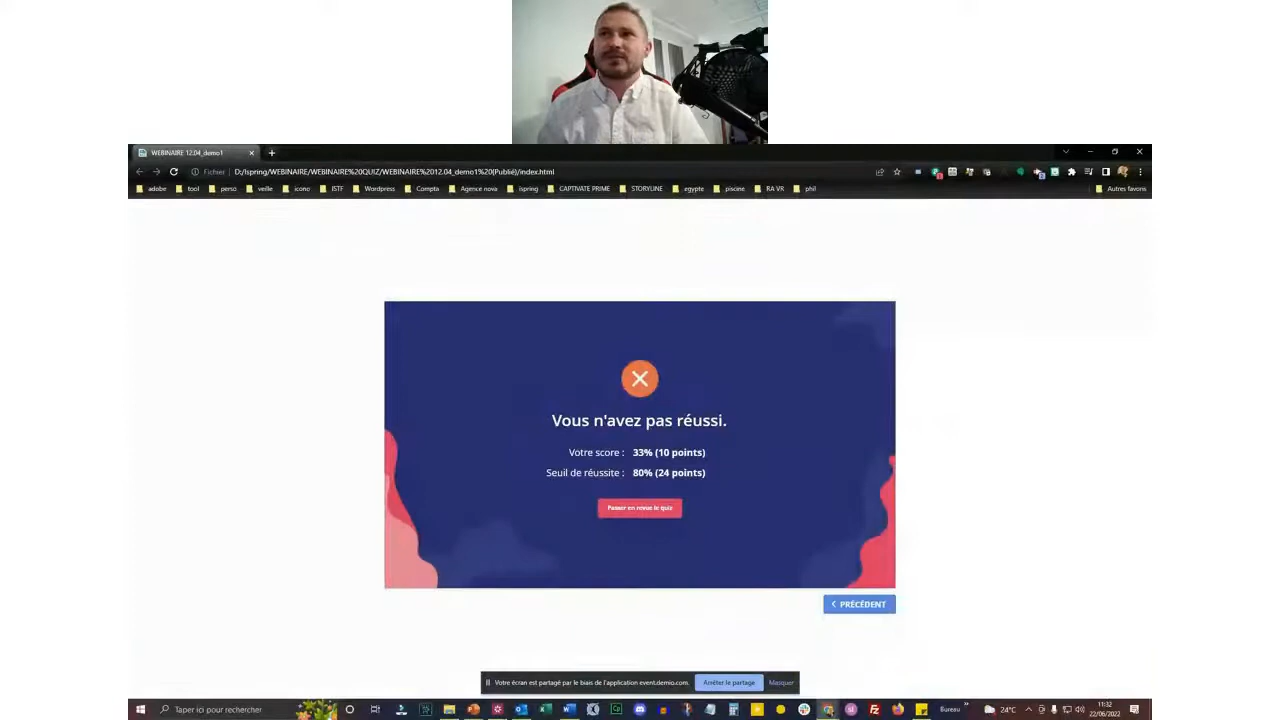 WEBINAIRE 12.04_demo1
Fichier D:/Ispring/WEBINAIRE/WEBINAIRE%20QUIZ/WEBINAIRE%2012.04_demo1%20(Publié)/index.html
adobe tool perso veille icono ISTF Wordpress Compta Agence nova ispring CAPTIVATE PRIME STORYLINE egypte piscine RA VR phil Autres favoris
Vous n'avez pas réussi.
Votre score : 33% (10 points)
Seuil de réussite : 80% (24 points)
Passer en revue le quiz
PRÉCÉDENT
Votre écran est partagé par le biais de l'application event.demio.com. Arrêter le partage Masquer
Taper ici pour rechercher
Bureau 24°C 11:32
22/06/2022